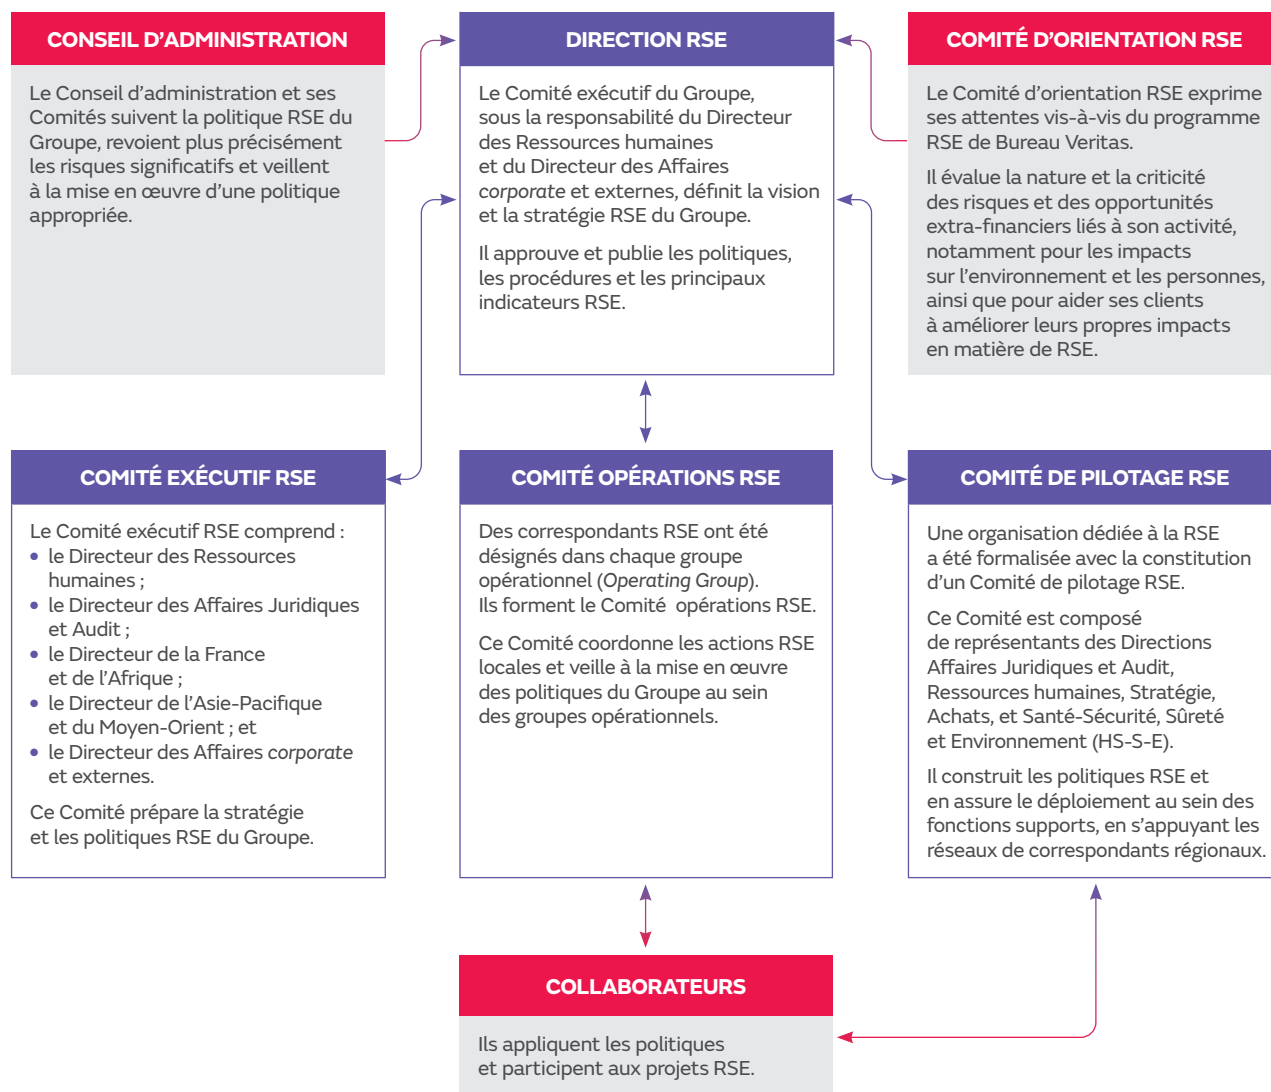 CONSEIL D'ADMINISTRATION
Le Conseil d'administration et ses
Comités suivent la politique RSE du
Groupe, revoient plus précisément
les risques significatifs et veillent
à la mise en œuvre d'une politique
appropriée.
DIRECTION RSE
Le Comité exécutif du Groupe,
sous la responsabilité du Directeur
des Ressources humaines
et du Directeur des Affaires
corporate et externes, définit la vision
et la stratégie RSE du Groupe.
Il approuve et publie les politiques,
les procédures et les principaux
indicateurs RSE.
COMITÉ D'ORIENTATION RSE
Le Comité d'orientation RSE exprime
ses attentes vis-à-vis du programme
RSE de Bureau Veritas.
Il évalue la nature et la criticité
des risques et des opportunités
extra-financiers liés à son activité,
notamment pour les impacts
sur l'environnement et les personnes,
ainsi que pour aider ses clients
à améliorer leurs propres impacts
en matière de RSE.
COMITÉ EXÉCUTIF RSE
Le Comité exécutif RSE comprend :
• le Directeur des Ressources
humaines ;
• le Directeur des Affaires Juridiques
et Audit ;
• le Directeur de la France
et de l'Afrique ;
• le Directeur de l'Asie-Pacifique
et du Moyen-Orient ; et
• le Directeur des Affaires corporate
et externes.
Ce Comité prépare la stratégie
et les politiques RSE du Groupe.
COMITÉ OPÉRATIONS RSE
Des correspondants RSE ont été
désignés dans chaque groupe
opérationnel (Operating Group).
Ils forment le Comité opérations RSE.
Ce Comité coordonne les actions RSE
locales et veille à la mise en œuvre
des politiques du Groupe au sein
des groupes opérationnels.
COMITÉ DE PILOTAGE RSE
Une organisation dédiée à la RSE
a été formalisée avec la constitution
d'un Comité de pilotage RSE.
Ce Comité est composé
de représentants des Directions
Affaires Juridiques et Audit,
Ressources humaines, Stratégie,
Achats, et Santé-Sécurité, Sûreté
et Environnement (HS-S-E).
Il construit les politiques RSE et
en assure le déploiement au sein des
fonctions supports, en s'appuyant les
réseaux de correspondants régionaux.
COLLABORATEURS
Ils appliquent les politiques
et participent aux projets RSE.